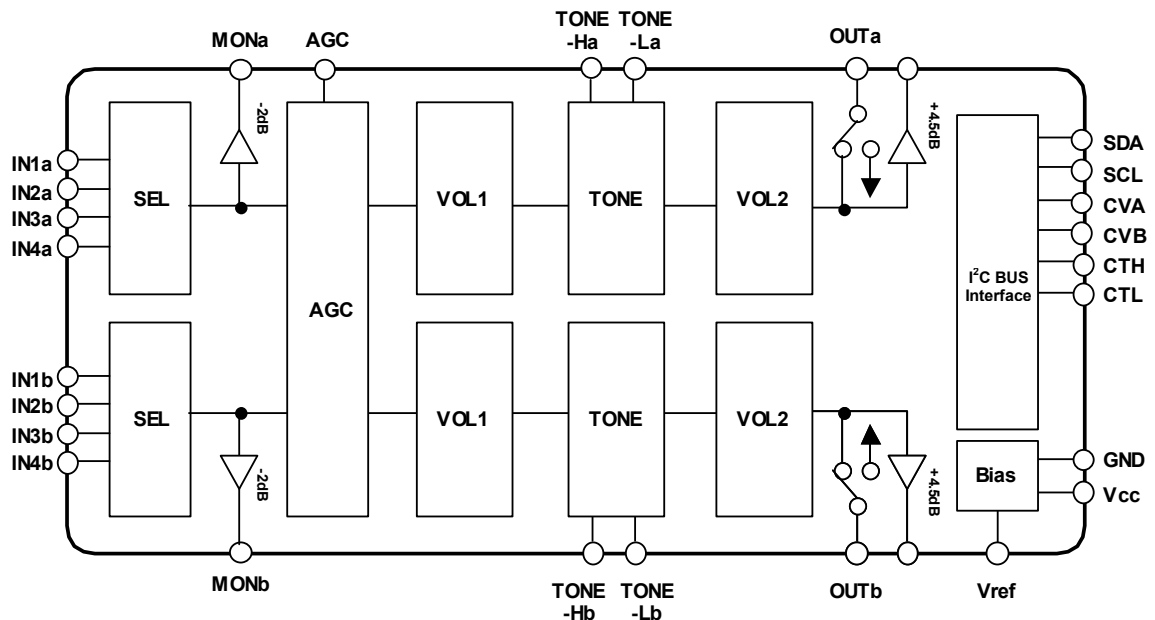 MONa
AGC
TONE
-Ha
TONE
-La
OUTa
-2dB
+4.5dB
IN1a
IN2a
IN3a
IN4a
SEL
VOL1
TONE
VOL2
SDA
SCL
CVA
CVB
CTH
CTL
I²C BUS
Interface
AGC
IN1b
IN2b
IN3b
IN4b
SEL
VOL1
TONE
VOL2
-2dB
+4.5dB
Bias
GND
Vcc
MONb
TONE
-Hb
TONE
-Lb
OUTb
Vref